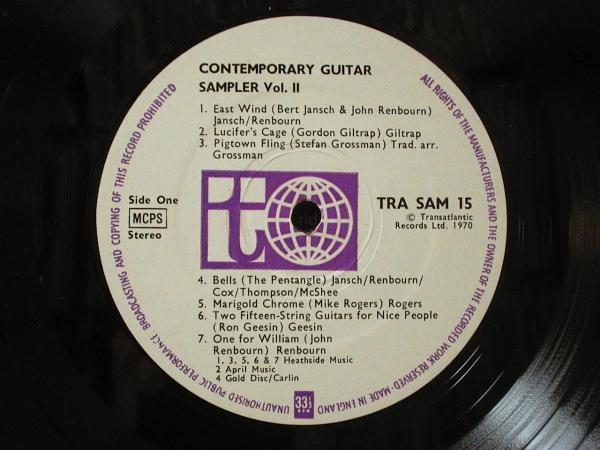 CONTEMPORARY GUITAR
SAMPLER Vol. II
1. East Wind (Bert Jansch & John Renbourn)
Jansch/Renbourn
2. Lucifer's Cage (Gordon Giltrap) Giltrap
3. Pigtown Fling (Stefan Grossman) Trad. arr.
Grossman
Side One
MCPS
Stereo
t
TRA SAM 15
© Transatlantic
Records Ltd. 1970
4. Bells (The Pentangle) Jansch/Renbourn/
Cox/Thompson/McShee
5. Marigold Chrome (Mike Rogers) Rogers
6. Two Fifteen-String Guitars for Nice People
(Ron Geesin) Geesin
7. One for William (John
Renbourn) Renbourn
1, 3, 5, 6 & 7 Heathside Music
2 April Music
4 Gold Disc/Carlin
33⅓
RPM
ALL RIGHTS OF THE MANUFACTURERS AND THE OWNER OF THE RECORDED WORK RESERVED-MADE IN ENGLAND
UNAUTHORISED PUBLIC PERFORMANCE BROADCASTING AND COPYING OF THIS RECORD PROHIBITED